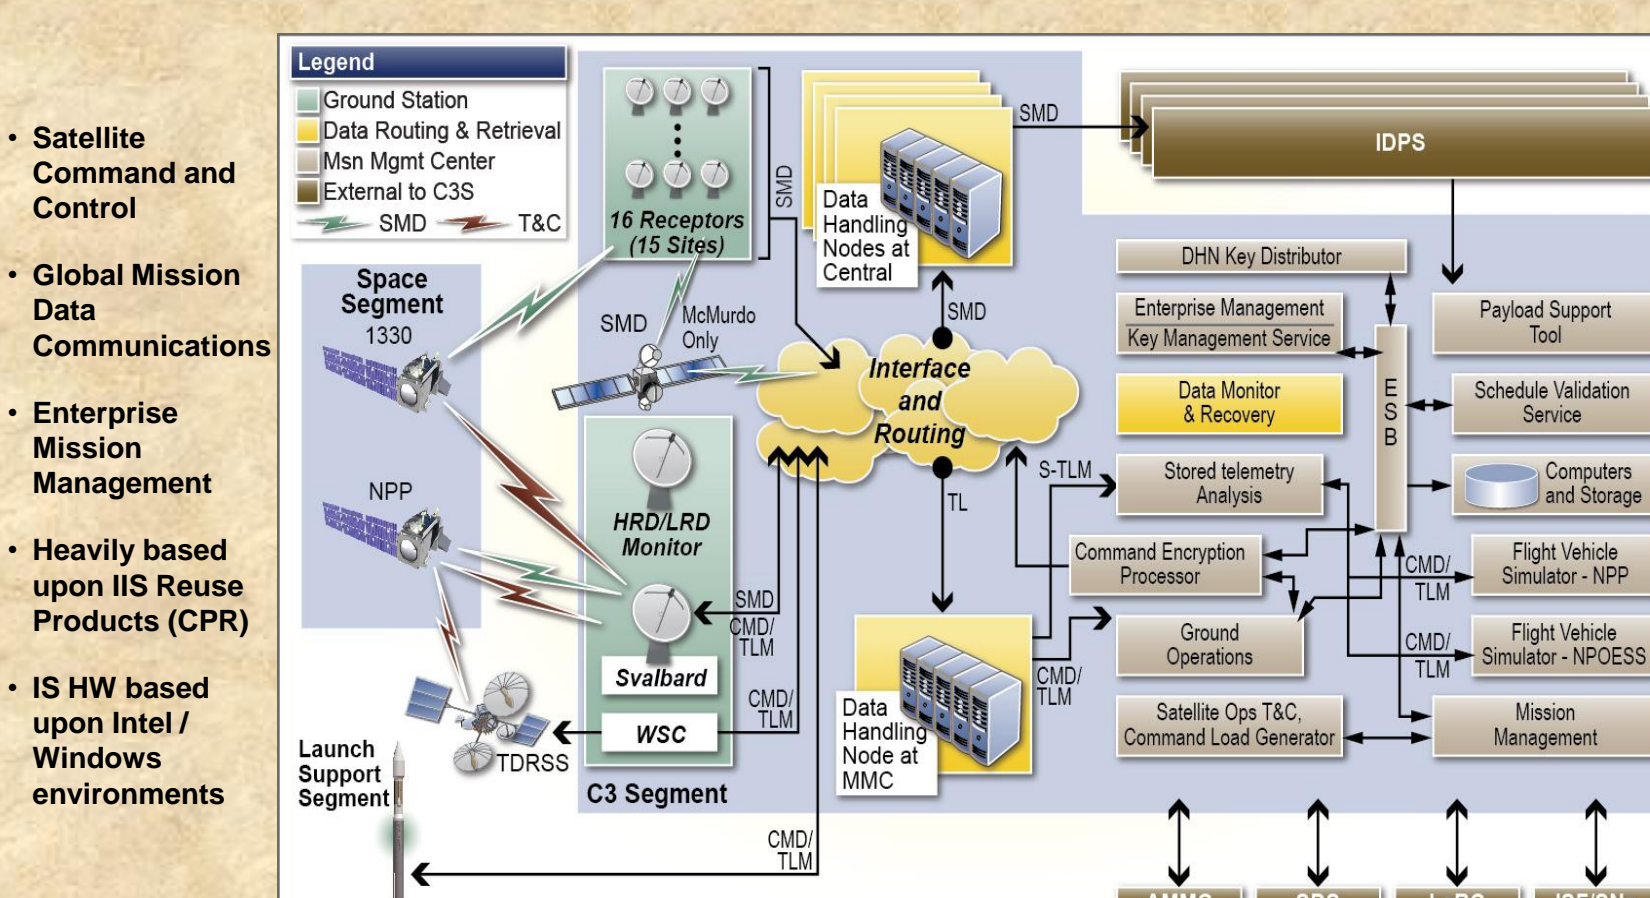 • Satellite
Command and
Control
• Global Mission
Data
Communications
• Enterprise
Mission
Management
• Heavily based
upon IIS Reuse
Products (CPR)
• IS HW based
upon Intel /
Windows
environments
Legend
Ground Station
Data Routing & Retrieval
Msn Mgmt Center
External to C3S
SMD
T&C
Space
Segment
1330
NPP
16 Receptors
(15 Sites)
SMD
SMD
McMurdo
Only
HRD/LRD
Monitor
Svalbard
WSC
TDRSS
C3 Segment
Launch
Support
Segment
SMD
CMD/
TLM
CMD/
TLM
CMD/
TLM
Data
Handling
Nodes at
Central
SMD
SMD
Interface
and
Routing
TL
Data
Handling
Node at
MMC
S-TLM
CMD/
TLM
IDPS
DHN Key Distributor
Enterprise Management
Key Management Service
Data Monitor
& Recovery
Stored telemetry
Analysis
Command Encryption
Processor
Ground
Operations
Satellite Ops T&C,
Command Load Generator
E
S
B
Payload Support
Tool
Schedule Validation
Service
Computers
and Storage
CMD/
TLM
Flight Vehicle
Simulator - NPP
CMD/
TLM
Flight Vehicle
Simulator - NPOESS
Mission
Management